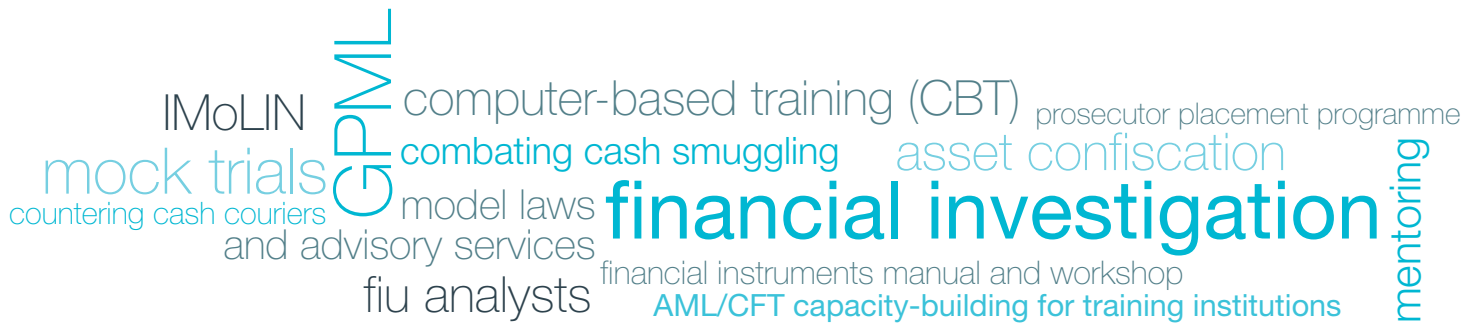 IMoLIN
mock trials
countering cash couriers
GPML
computer-based training (CBT)
prosecutor placement programme
combating cash smuggling
asset confiscation
model laws
and advisory services
financial investigation
mentoring
fiu analysts
financial instruments manual and workshop
AML/CFT capacity-building for training institutions